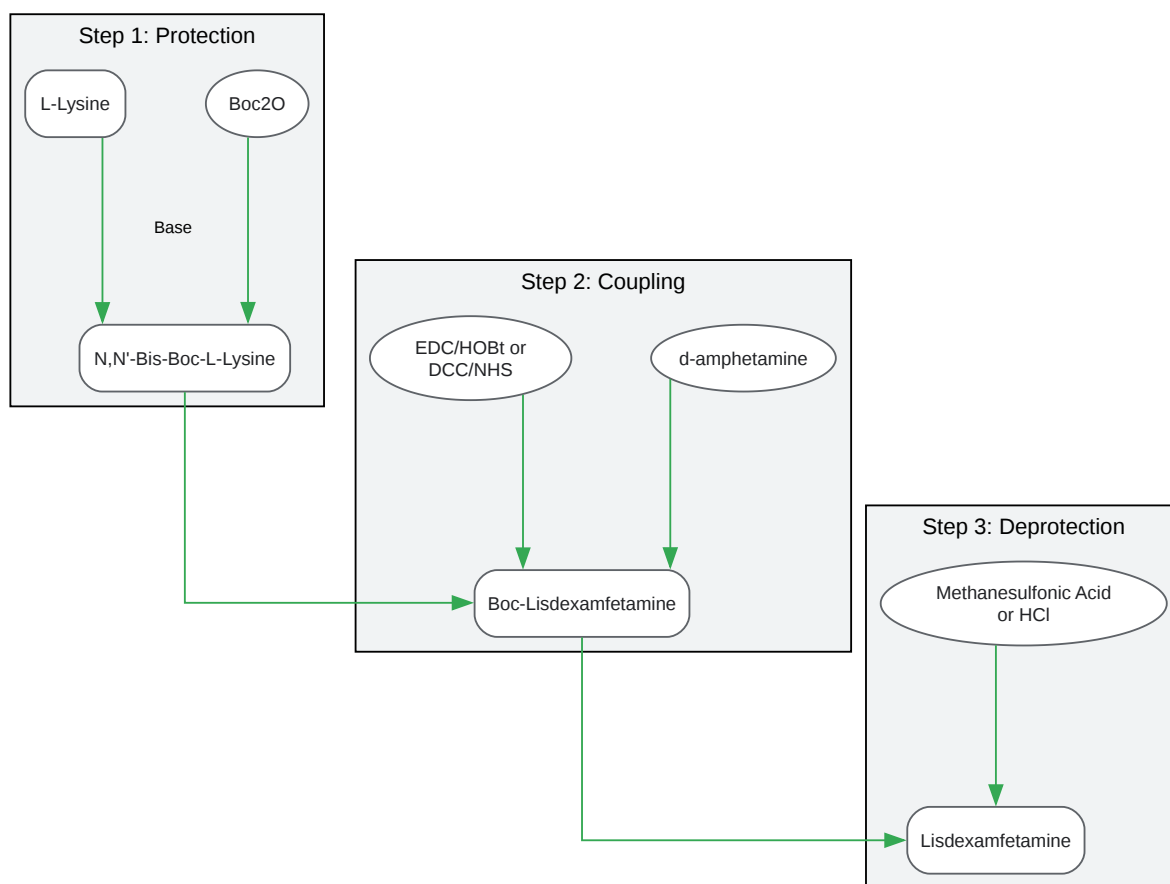 Step 1: Protection
L-Lysine
Boc2O
Base
N,N'-Bis-Boc-L-Lysine
Step 2: Coupling
EDC/HOBt or
DCC/NHS
d-amphetamine
Boc-Lisdexamfetamine
Step 3: Deprotection
Methanesulfonic Acid
or HCl
Lisdexamfetamine